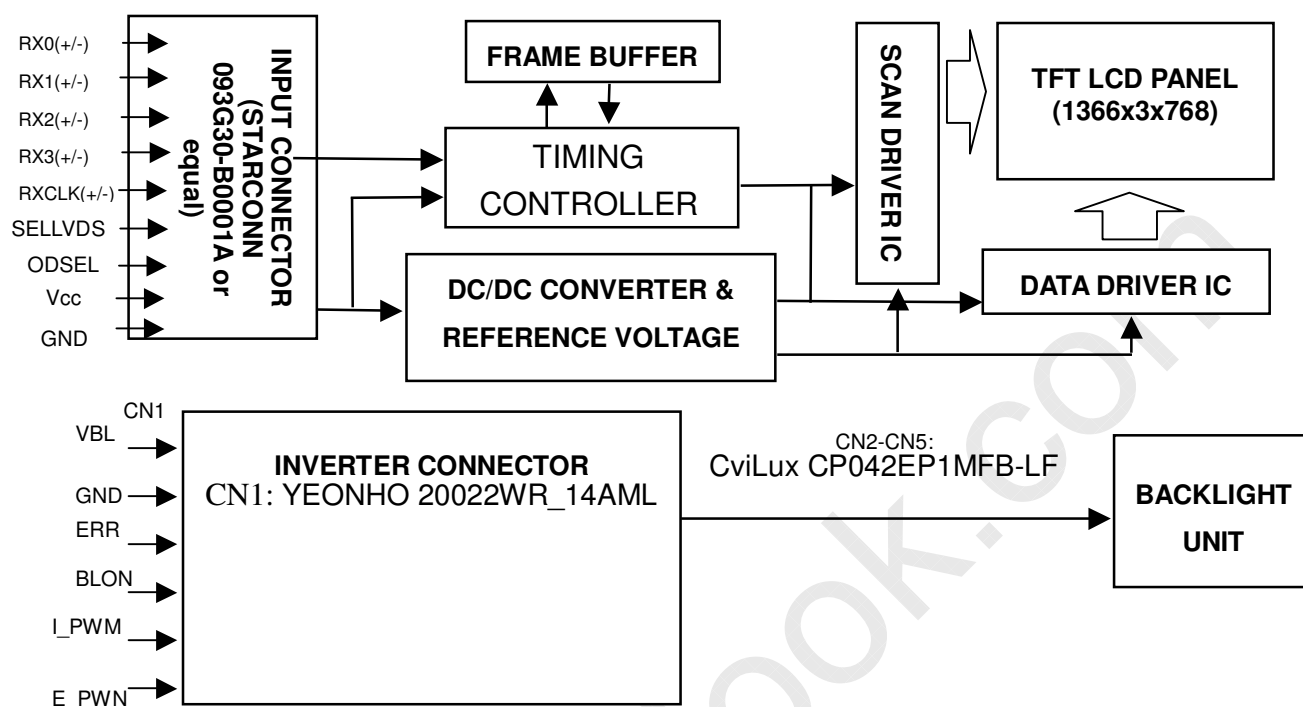 RX0(+/-)
RX1(+/-)
RX2(+/-)
RX3(+/-)
RXCLK(+/-)
SELLVDS
ODSEL
Vcc
GND
INPUT CONNECTOR
(STARCONN
093G30-B0001A or
equal)
FRAME BUFFER
TIMING
CONTROLLER
DC/DC CONVERTER &
REFERENCE VOLTAGE
SCAN DRIVER IC
TFT LCD PANEL
(1366x3x768)
DATA DRIVER IC
CN1
VBL
GND
ERR
BLON
I_PWM
E_PWN
INVERTER CONNECTOR
CN1: YEONHO 20022WR_14AML
CN2-CN5:
CviLux CP042EP1MFB-LF
BACKLIGHT
UNIT
ook.com